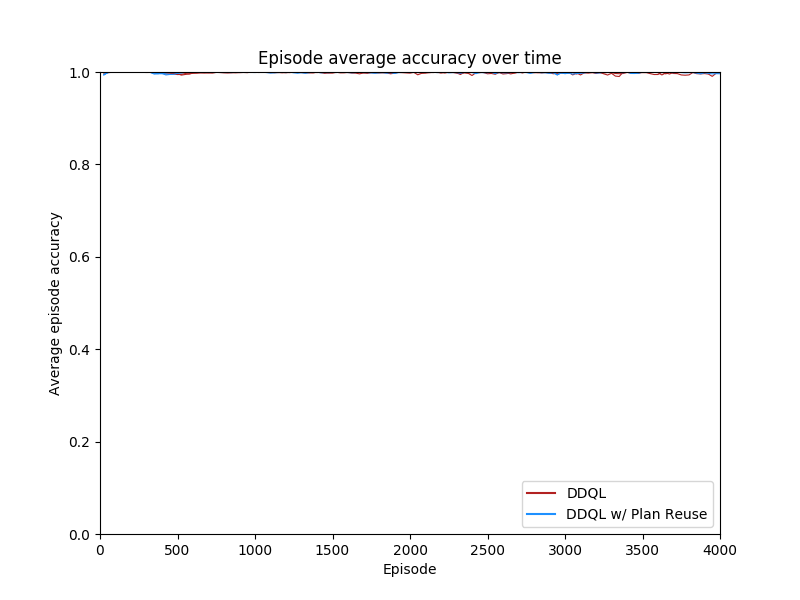 Episode average accuracy over time
1.0
0.8
0.6
0.4
0.2
0.0
Average episode accuracy
DDQL
DDQL w/ Plan Reuse
0 500 1000 1500 2000 2500 3000 3500 4000
Episode